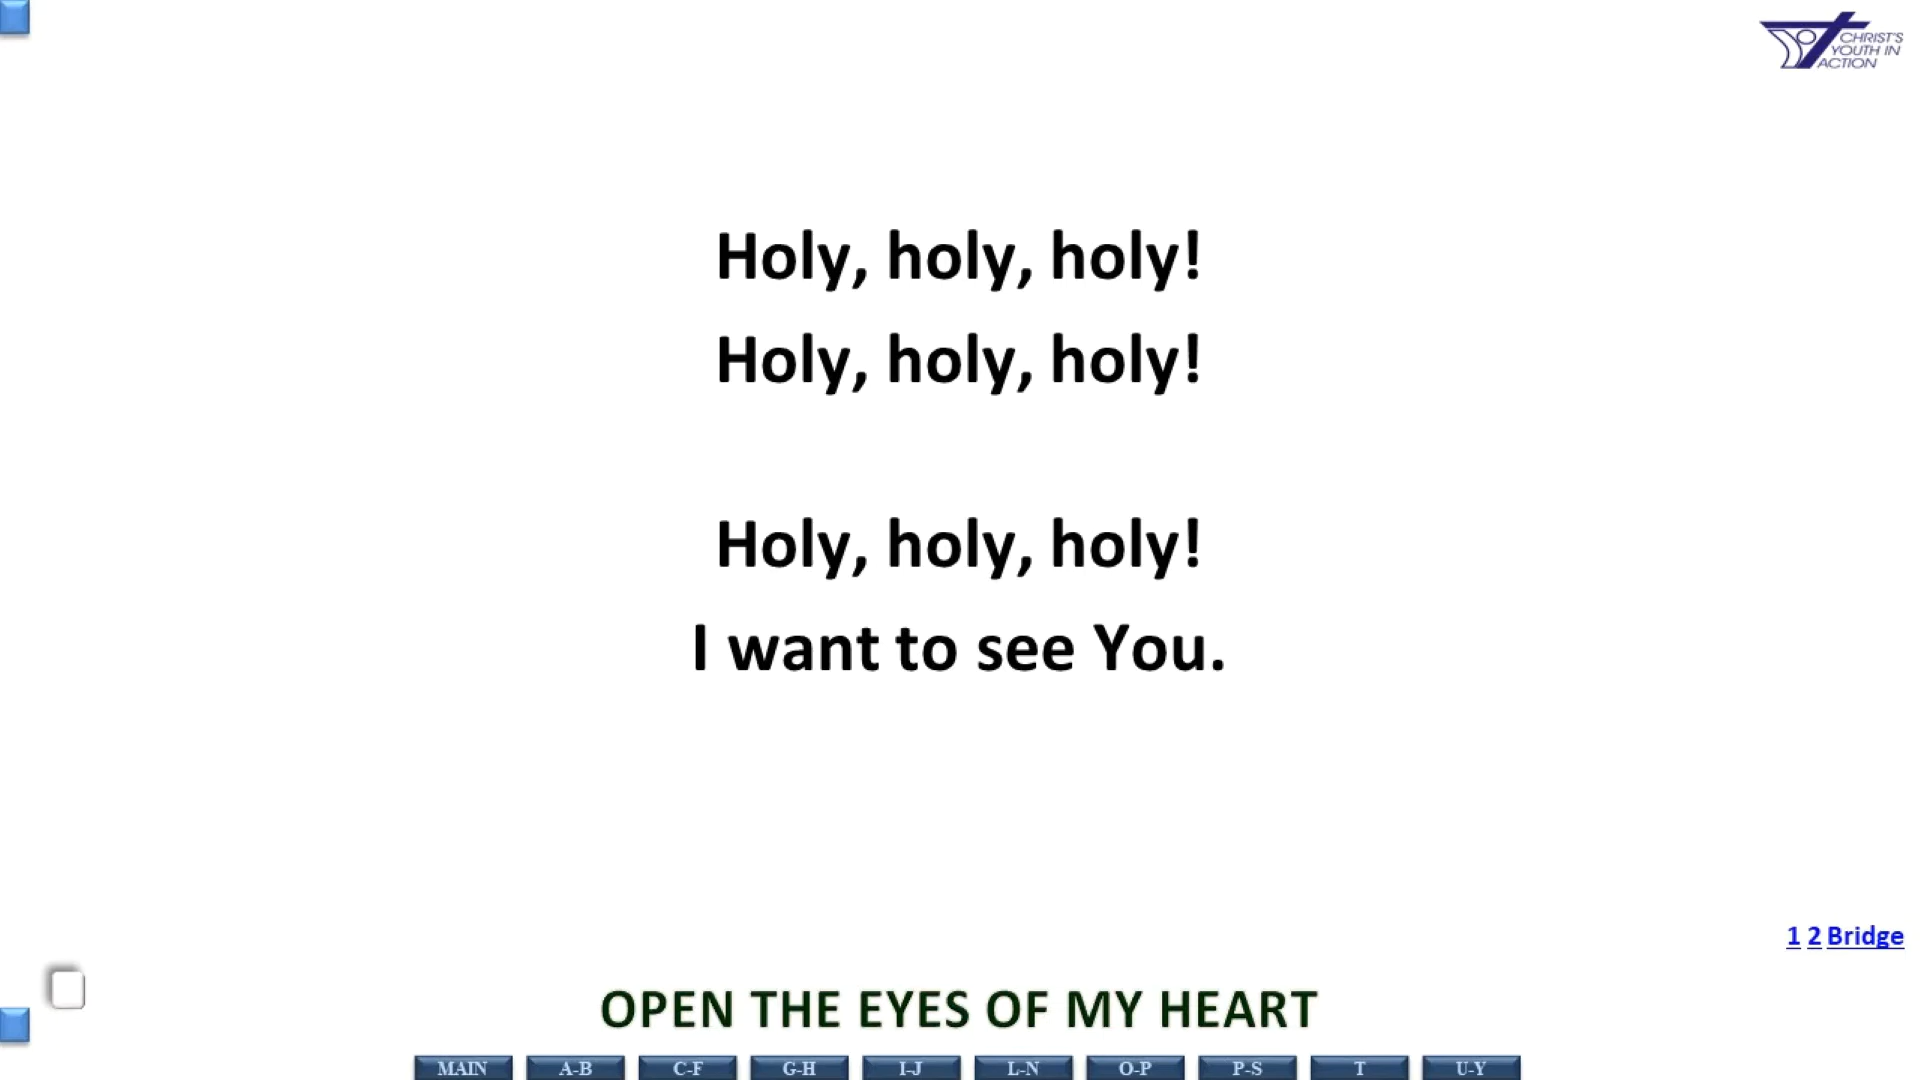 CHRIST'S
YOUTH IN
ACTION
Holy, holy, holy!
Holy, holy, holy!
Holy, holy, holy!
I want to see You.
1 2 Bridge
OPEN THE EYES OF MY HEART
MAIN A-B C-F G-H I-J L-N O-P P-S T U-Y